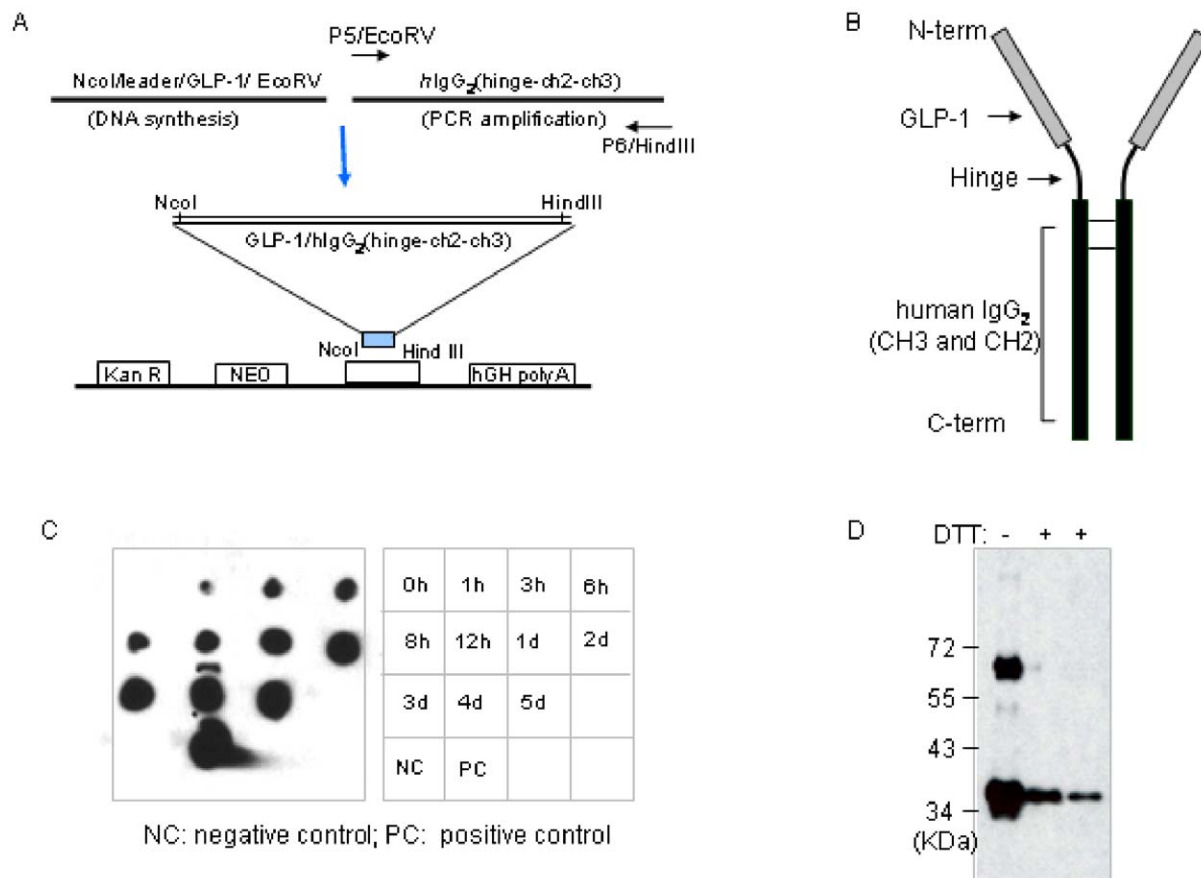 A
P5/EcoRV
NcoI/leader/GLP-1/ EcoRV
hIgG2(hinge-ch2-ch3)
(DNA synthesis)
(PCR amplification)
P6/HindIII
NcoI
HindIII
GLP-1/hIgG2(hinge-ch2-ch3)
NcoI
Hind III
Kan R
NEO
hGH polyA
B
N-term
GLP-1
Hinge
human IgG2
(CH3 and CH2)
C-term
C
0h 1h 3h 6h
8h 12h 1d 2d
3d 4d 5d
NC PC
NC: negative control; PC: positive control
D
DTT: - + +
72
55
43
34
(KDa)